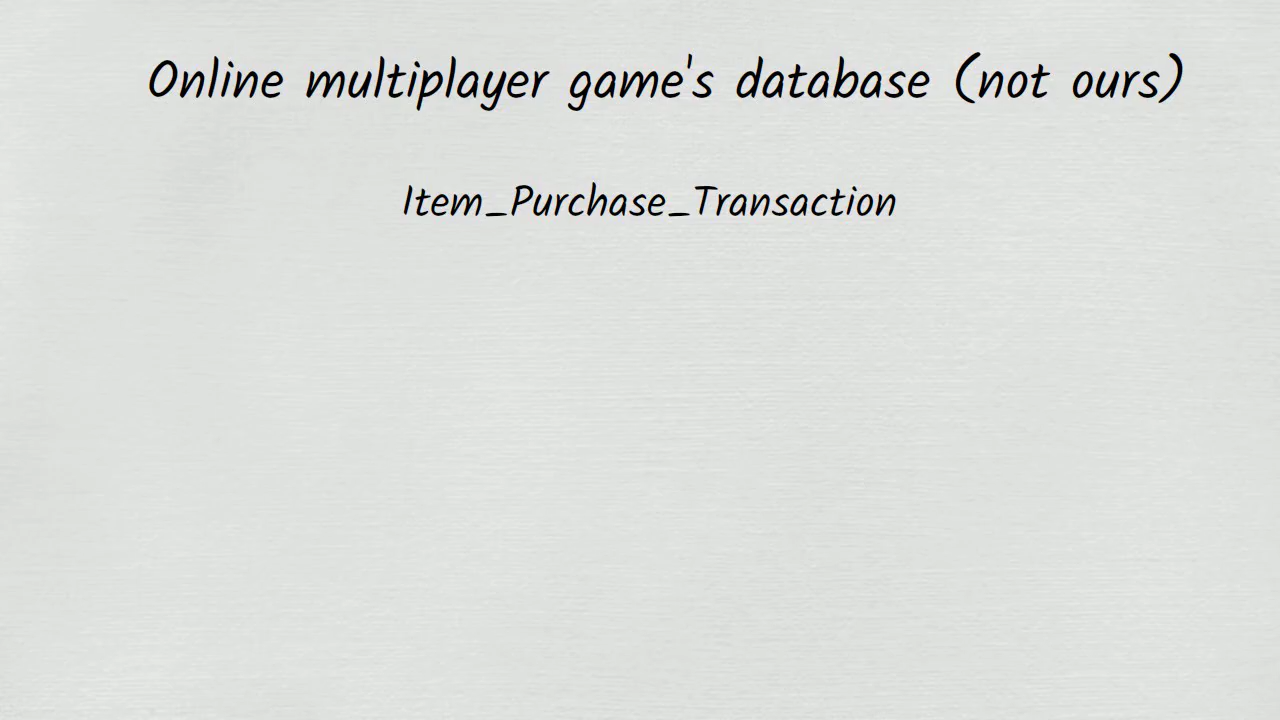 Online multiplayer game's database (not ours)
Item_Purchase_Transaction